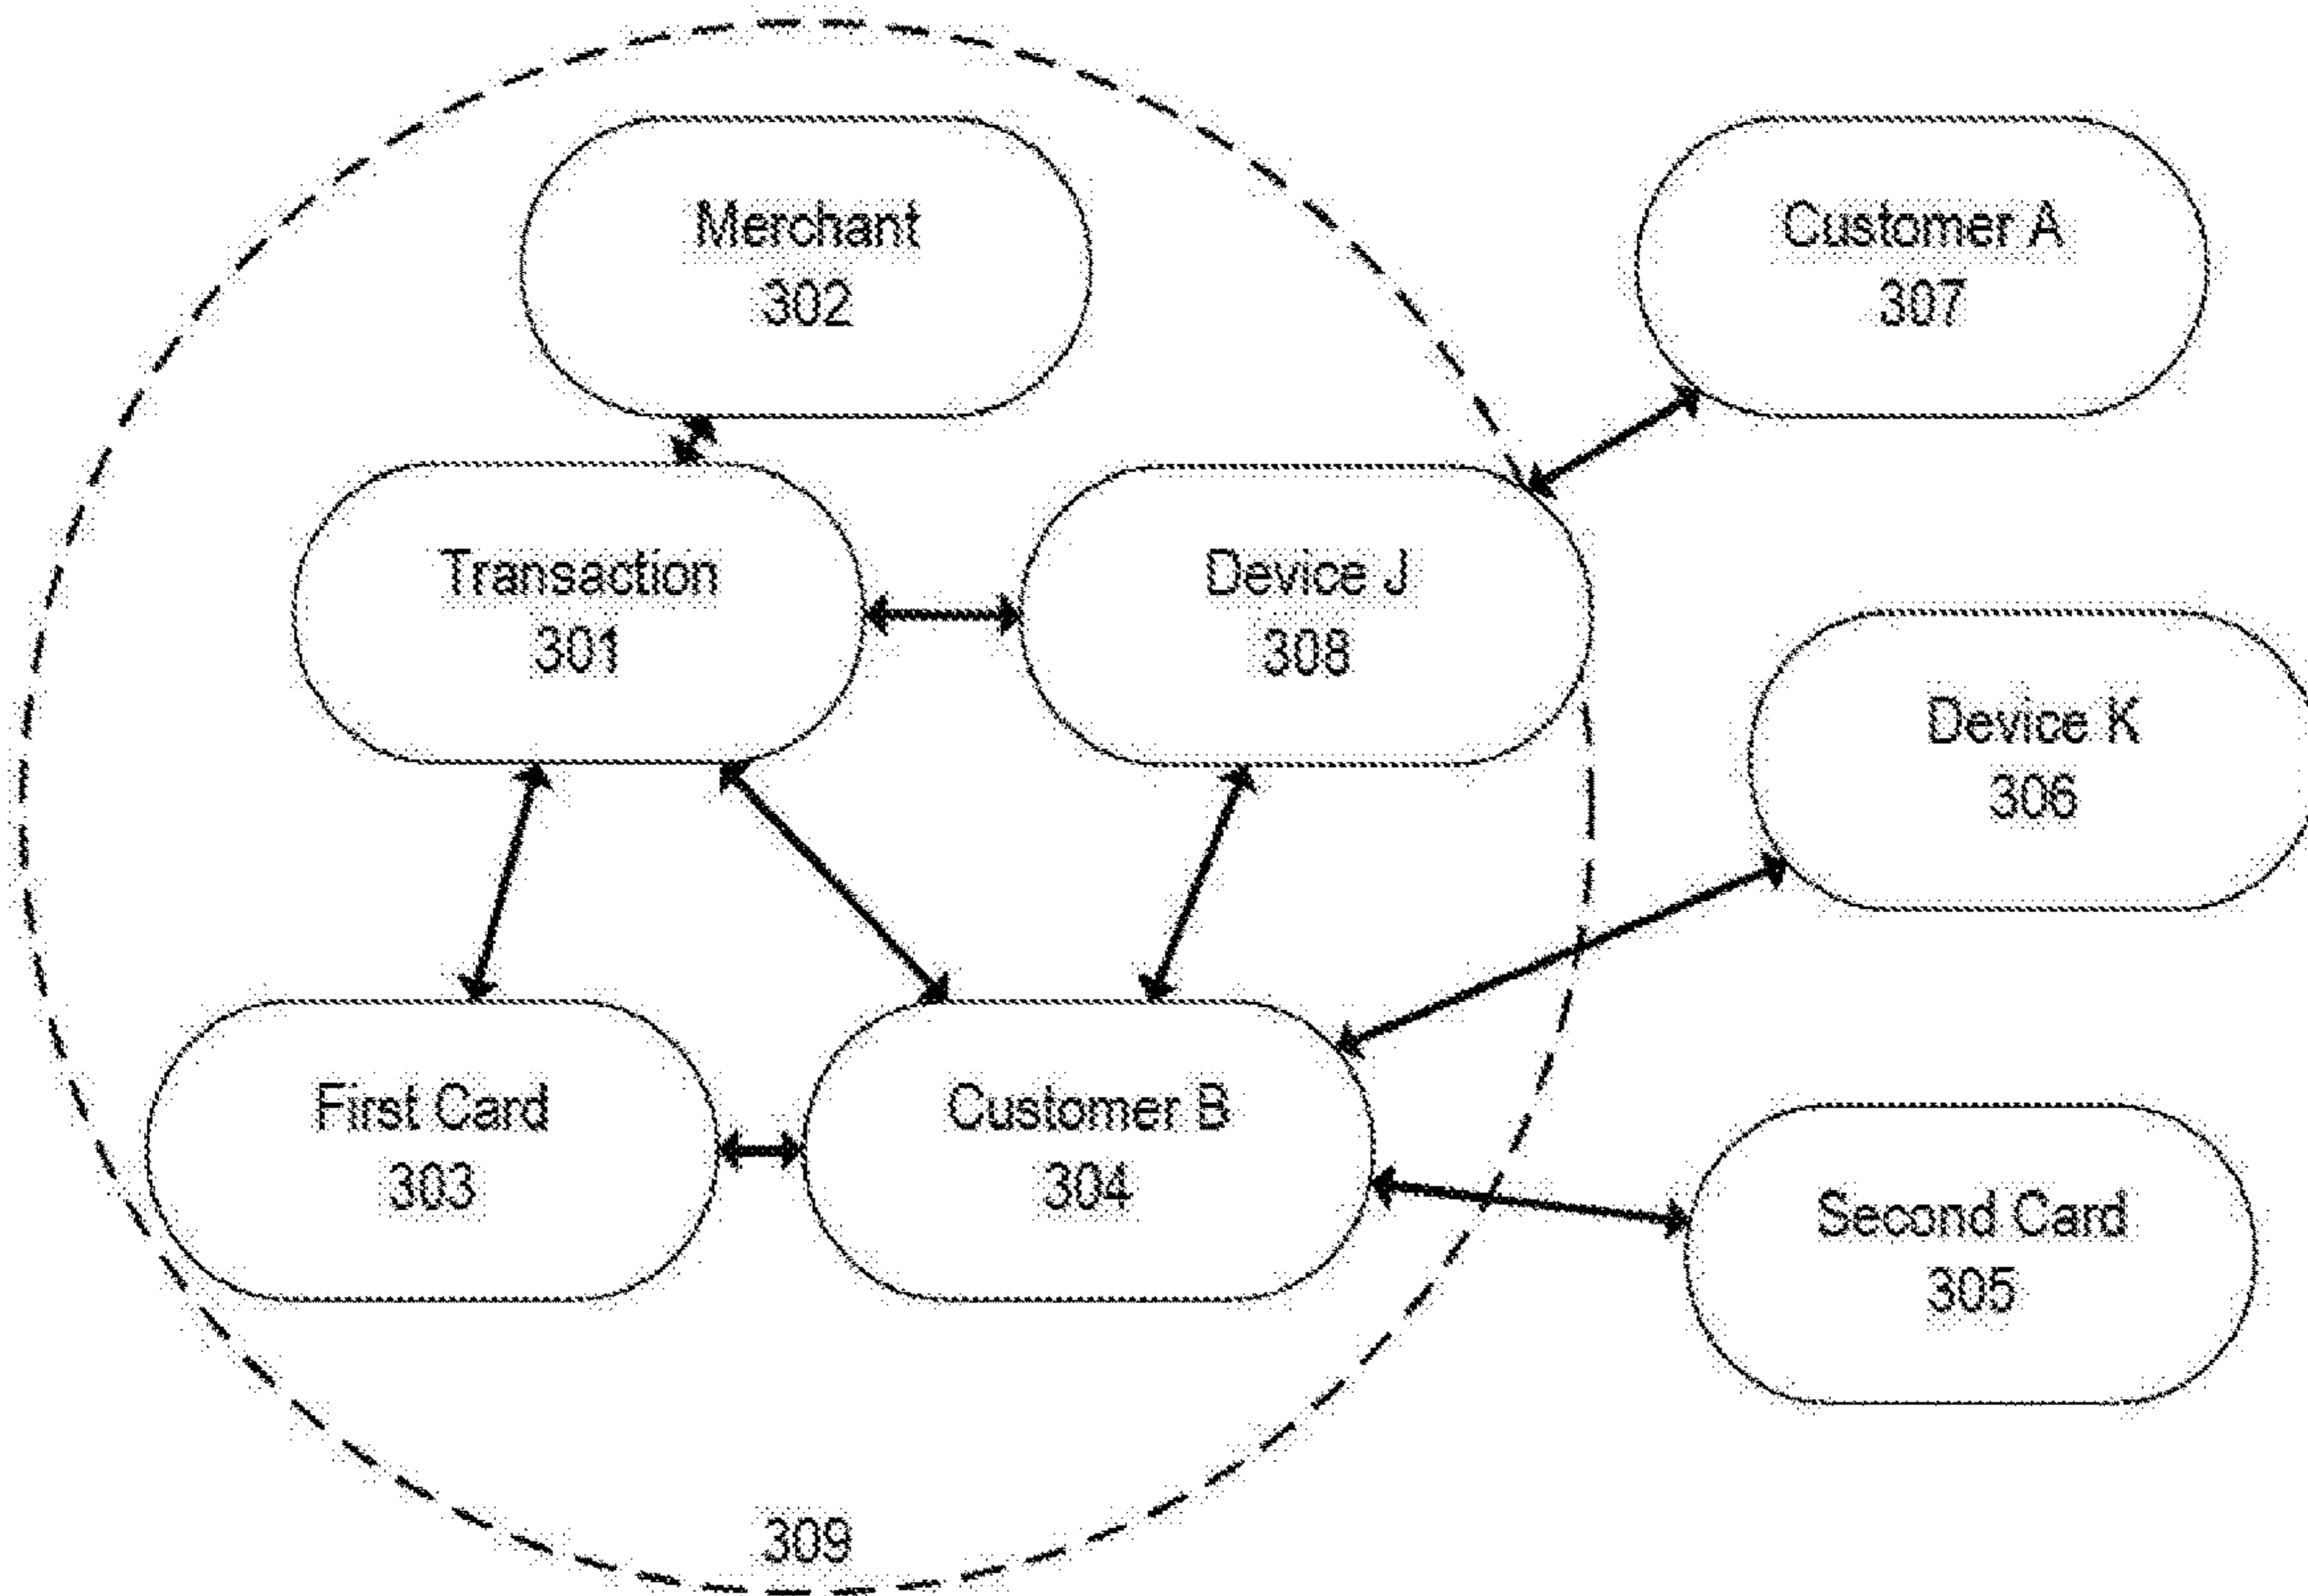 Merchant
302
Customer A
307
Transaction
301
Device J
308
Device K
306
First Card
303
Customer B
304
Second Card
305
309